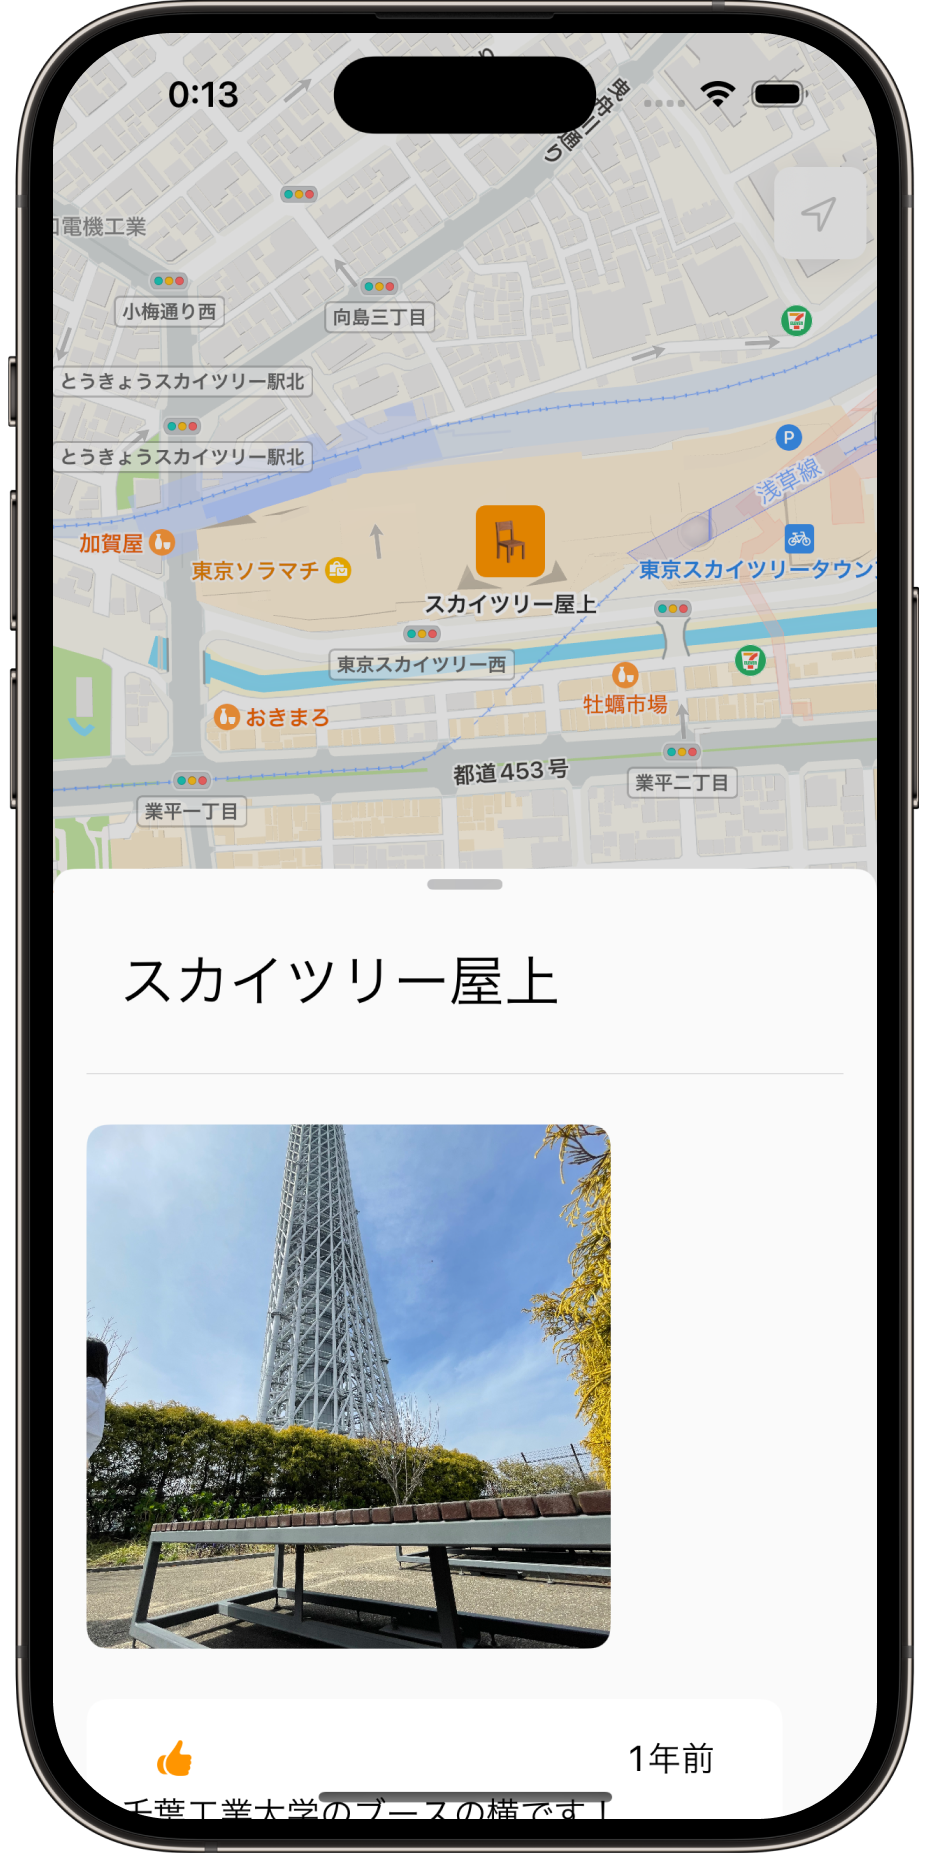 0:13
曳舟川通り
電機工業
小梅通り西
向島三丁目
とうきょうスカイツリー駅北
とうきょうスカイツリー駅北
P
浅草線
加賀屋
東京ソラマチ
東京スカイツリータウン
スカイツリー屋上
東京スカイツリー西
牡蠣市場
おきまろ
都道453号
業平二丁目
業平一丁目
スカイツリー屋上
1年前
千葉工業大学のブースの横です!